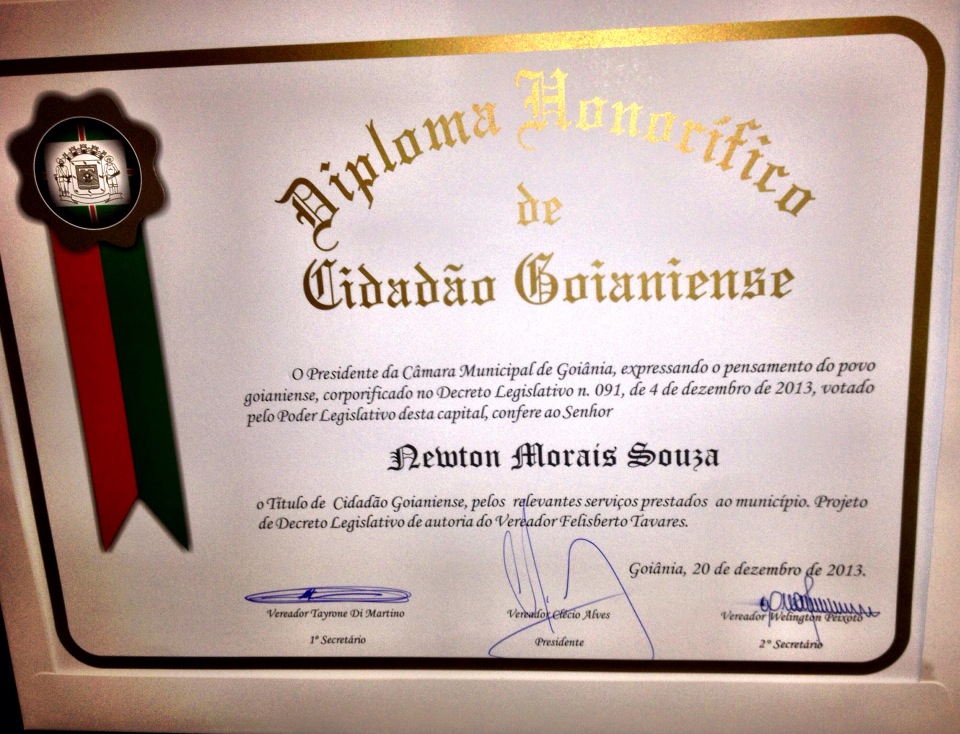 Diploma Honorífico
de
Cidadão Goianiense
O Presidente da Câmara Municipal de Goiânia, expressando o pensamento do povo
goianiense, corporificado no Decreto Legislativo n. 091, de 4 de dezembro de 2013, votado
pelo Poder Legislativo desta capital, confere ao Senhor
Newton Morais Souza
o Título de Cidadão Goianiense, pelos relevantes serviços prestados ao município. Projeto
de Decreto Legislativo de autoria do Vereador Felisberto Tavares.
Goiânia, 20 de dezembro de 2013.
Vereador Tayrone Di Martino
1º Secretário
Vereador Clécio Alves
Presidente
Vereador Welington Peixoto
2º Secretário